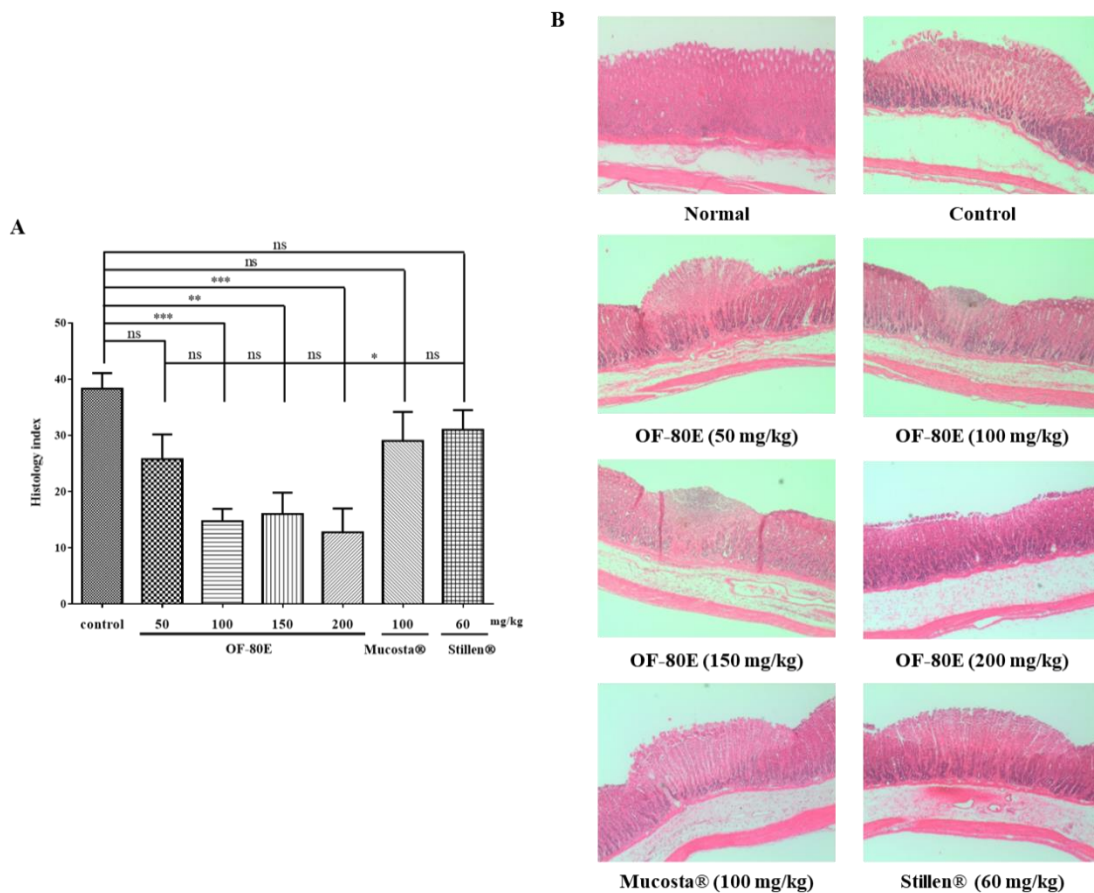 A
ns
ns
***
**
***
ns
ns ns ns * ns
Histology index
50
40
30
20
10
0
control 50 100 150 200 100 60 mg/kg
OF-80E Mucosta® Stillen®
B
Normal Control
OF-80E (50 mg/kg) OF-80E (100 mg/kg)
OF-80E (150 mg/kg) OF-80E (200 mg/kg)
Mucosta® (100 mg/kg) Stillen® (60 mg/kg)